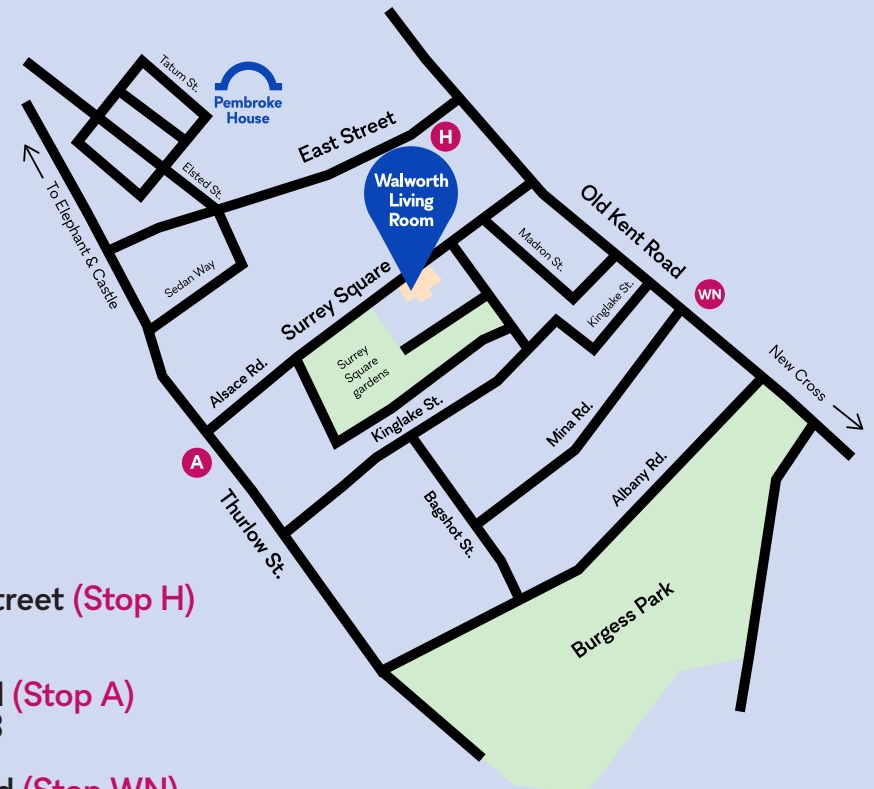 Tatum St.
Pembroke
House
East Street
H
Elsted St.
To Elephant & Castle
Walworth
Living
Room
Old Kent Road
Madron St.
Sedan Way
Surrey Square
Kinglake St.
WN
Alsace Rd.
Surrey
Square
gardens
New Cross
Kinglake St.
Mina Rd.
A
Albany Rd.
Thurlow St.
Bagshot St.
Burgess Park
(Stop H)
(Stop A)
(Stop WN)